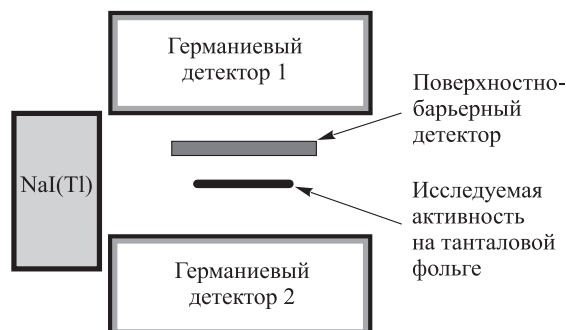 Германиевый
детектор 1
Поверхностно-
барьерный
детектор
NaI(Tl)
Исследуемая
активность
на танталовой
фольге
Германиевый
детектор 2